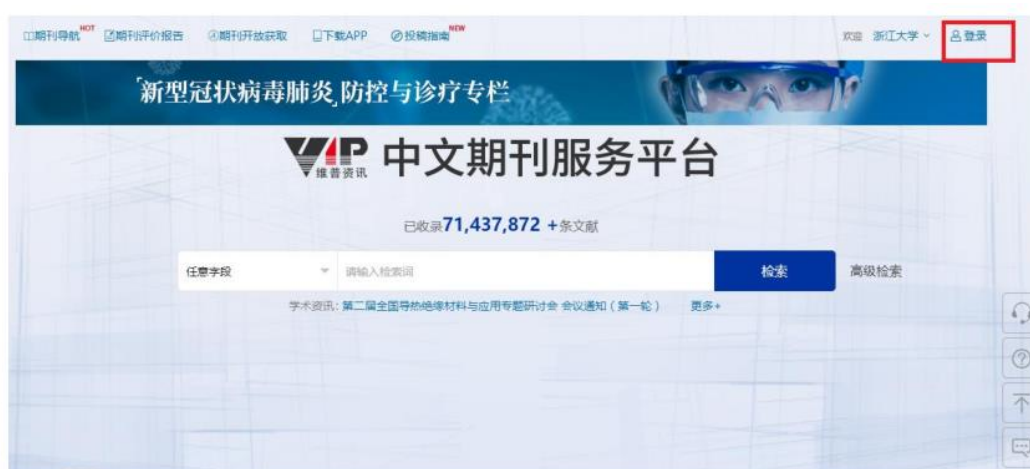 期刊导航 HOT 期刊评价报告 期刊开放获取 下载APP 投稿指南 NEW 欢迎 浙江大学 登录
「新型冠状病毒肺炎」防控与诊疗专栏
VIP 维普资讯 中文期刊服务平台
已收录71,437,872 +条文献
任意字段 请输入检索词 检索 高级检索
学术资讯: 第二届全国导热绝缘材料与应用专题研讨会 会议通知(第一轮) 更多+